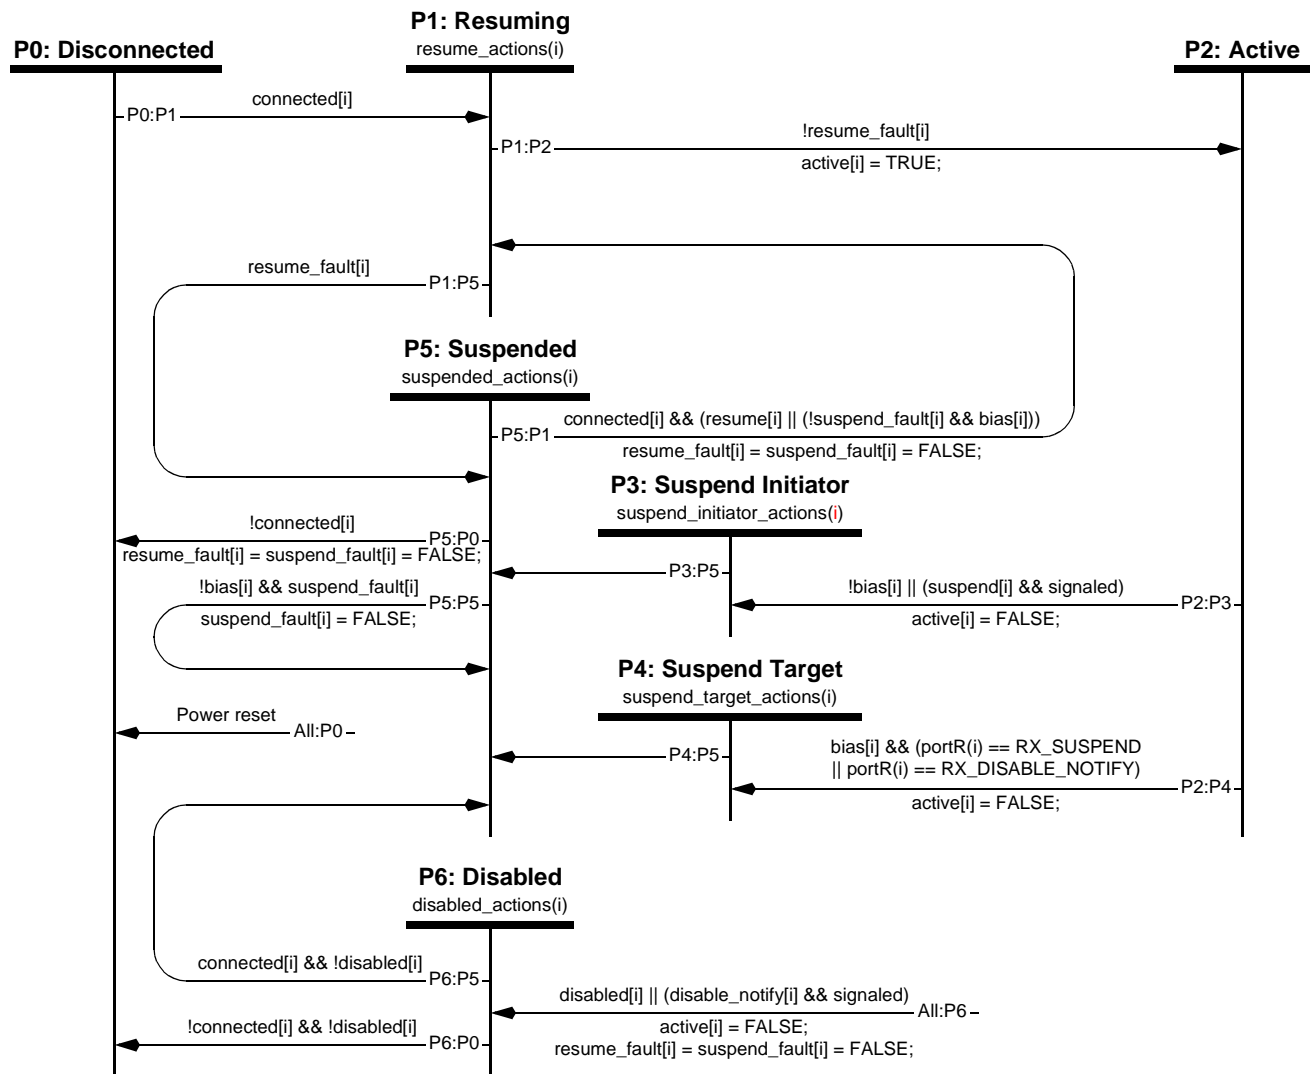 P1: Resuming
resume_actions(i)
P0: Disconnected
P2: Active
connected[i]
P0:P1
!resume_fault[i]
P1:P2
active[i] = TRUE;
resume_fault[i]
P1:P5
P5: Suspended
suspended_actions(i)
connected[i] && (resume[i] || (!suspend_fault[i] && bias[i]))
P5:P1
resume_fault[i] = suspend_fault[i] = FALSE;
P3: Suspend Initiator
suspend_initiator_actions(i)
!connected[i]
P5:P0
resume_fault[i] = suspend_fault[i] = FALSE;
P3:P5
!bias[i] && suspend_fault[i]
P5:P5
suspend_fault[i] = FALSE;
!bias[i] || (suspend[i] && signaled)
P2:P3
active[i] = FALSE;
P4: Suspend Target
suspend_target_actions(i)
Power reset
All:P0
P4:P5
bias[i] && (portR(i) == RX_SUSPEND
|| portR(i) == RX_DISABLE_NOTIFY)
P2:P4
active[i] = FALSE;
P6: Disabled
disabled_actions(i)
connected[i] && !disabled[i]
P6:P5
disabled[i] || (disable_notify[i] && signaled)
All:P6
active[i] = FALSE;
resume_fault[i] = suspend_fault[i] = FALSE;
!connected[i] && !disabled[i]
P6:P0